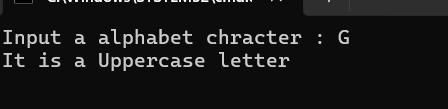 Input a alphabet chracter : G
It is a Uppercase letter